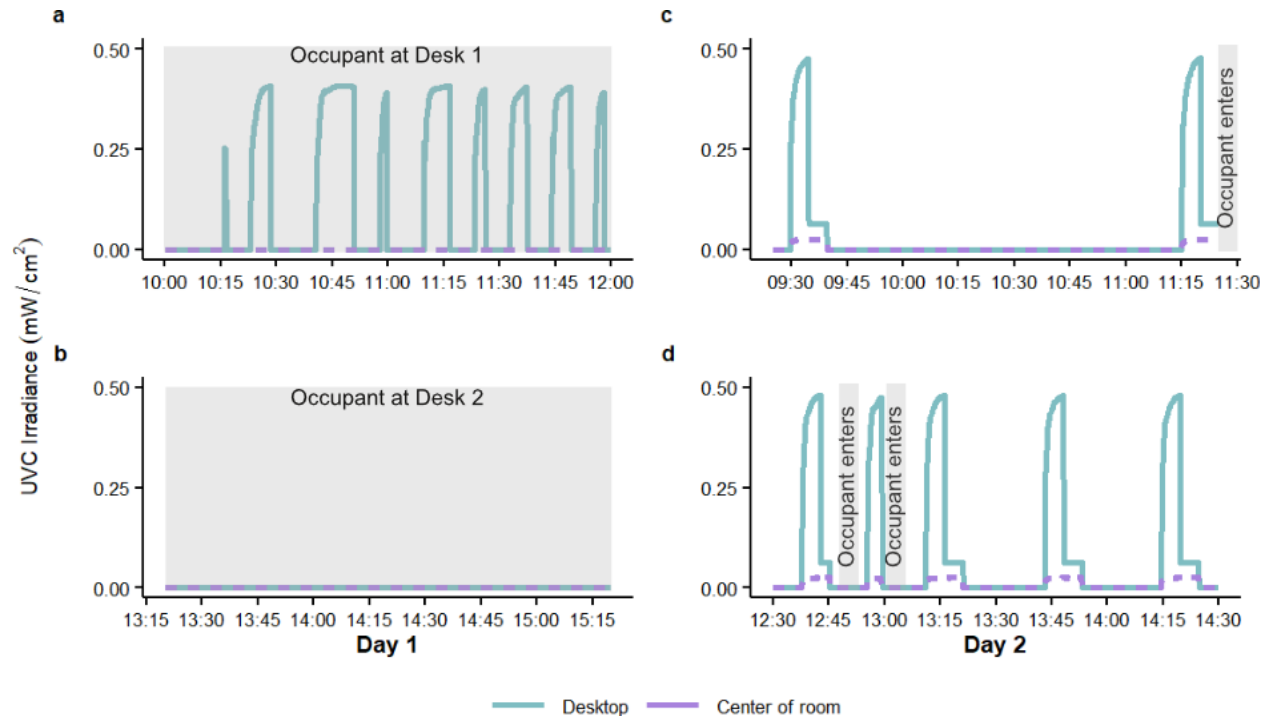 a
Occupant at Desk 1
0.50
0.25
0.00
10:00 10:15 10:30 10:45 11:00 11:15 11:30 11:45 12:00
c
0.50
0.25
0.00
Occupant enters
09:30 09:45 10:00 10:15 10:30 10:45 11:00 11:15 11:30
UVC Irradiance (mW/cm²)
b
Occupant at Desk 2
0.50
0.25
0.00
13:15 13:30 13:45 14:00 14:15 14:30 14:45 15:00 15:15
Day 1
d
0.50
0.25
0.00
Occupant enters
Occupant enters
12:30 12:45 13:00 13:15 13:30 13:45 14:00 14:15 14:30
Day 2
Desktop Center of room